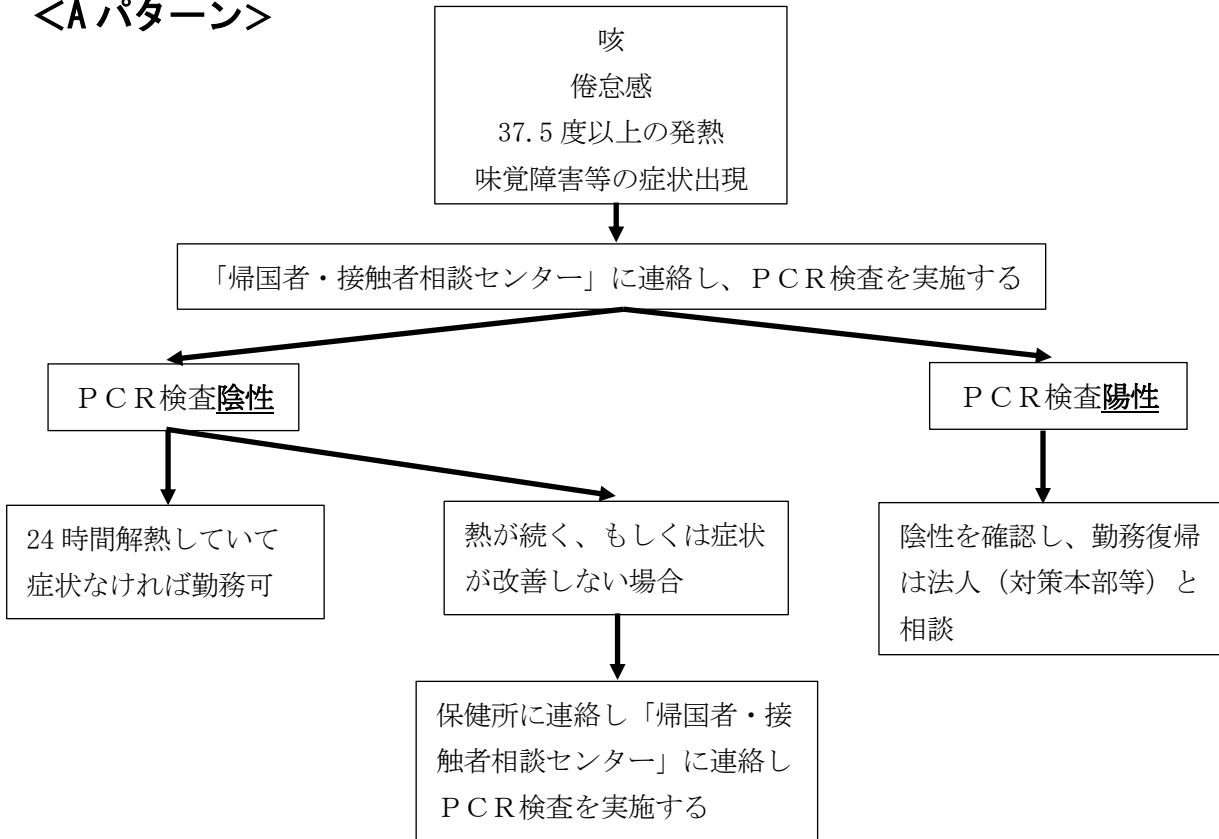 ＜Aパターン＞
咳
倦怠感
37.5度以上の発熱
味覚障害等の症状出現
「帰国者・接触者相談センター」に連絡し、ＰＣＲ検査を実施する
ＰＣＲ検査陰性
ＰＣＲ検査陽性
24時間解熱していて
症状なければ勤務可
熱が続く、もしくは症状
が改善しない場合
陰性を確認し、勤務復帰
は法人（対策本部等）と
相談
保健所に連絡し「帰国者・接
触者相談センター」に連絡し
ＰＣＲ検査を実施する